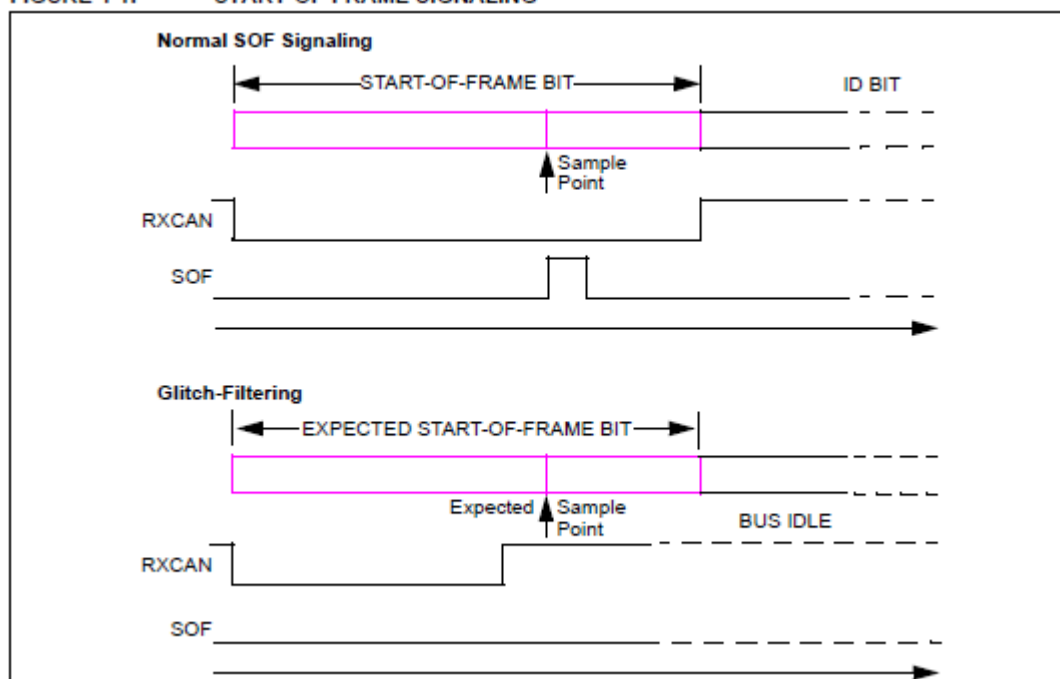 Normal SOF Signaling
START-OF-FRAME BIT
ID BIT
Sample
Point
RXCAN
SOF
Glitch-Filtering
EXPECTED START-OF-FRAME BIT
Expected
Sample
Point
BUS IDLE
RXCAN
SOF